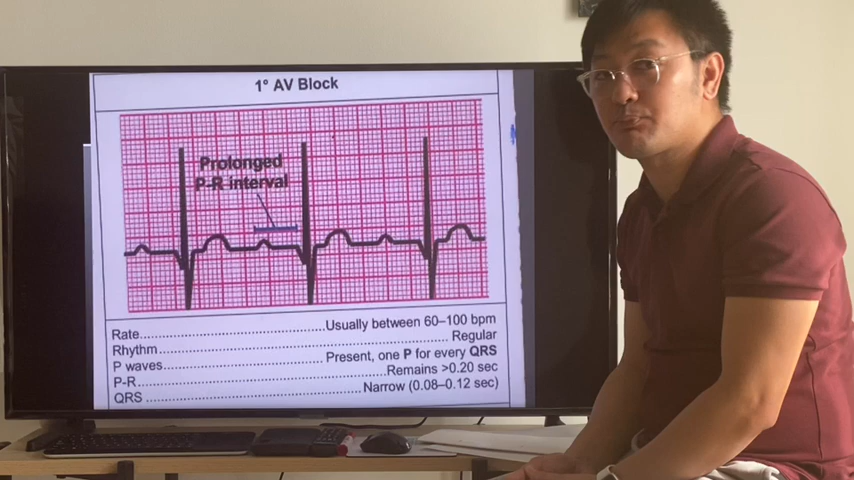 1° AV Block
Prolonged
P-R interval
Rate..........................................Usually between 60–100 bpm
Rhythm.......................................................................Regular
P waves..................................... Present, one P for every QRS
P-R.........................................................Remains >0.20 sec
QRS ................................................Narrow (0.08–0.12 sec)